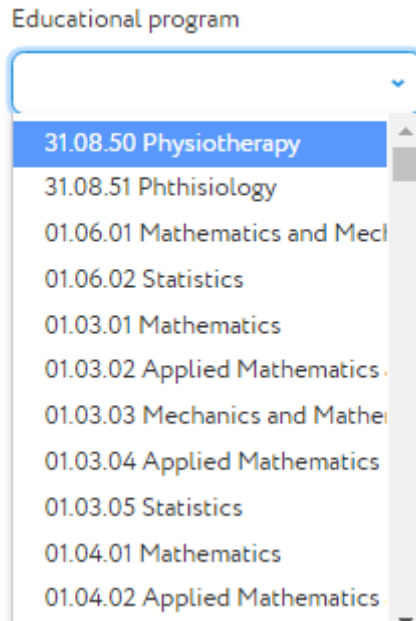 Educational program
31.08.50 Physiotherapy
31.08.51 Phthisiology
01.06.01 Mathematics and Mech
01.06.02 Statistics
01.03.01 Mathematics
01.03.02 Applied Mathematics
01.03.03 Mechanics and Mathe
01.03.04 Applied Mathematics
01.03.05 Statistics
01.04.01 Mathematics
01.04.02 Applied Mathematics